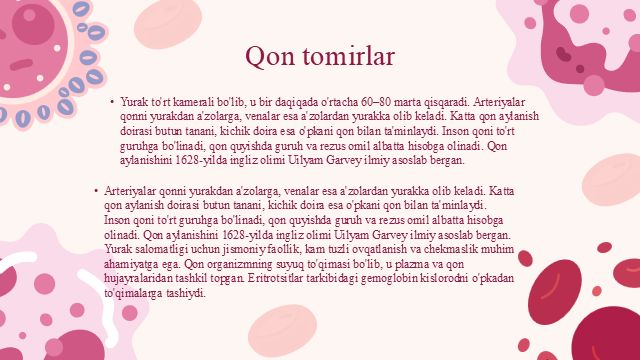 Qon tomirlar
• Yurak to'rt kamerali bo'lib, u bir daqiqada o'rtacha 60–80 marta qisqaradi. Arteriyalar
qonni yurakdan a'zolarga, venalar esa a'zolardan yurakka olib keladi. Katta qon aylanish
doirasi butun tanani, kichik doira esa o'pkani qon bilan ta'minlaydi. Inson qoni to'rt
guruhga bo'linadi, qon quyishda guruh va rezus omil albatta hisobga olinadi. Qon
aylanishini 1628-yilda ingliz olimi Uilyam Garvey ilmiy asoslab bergan.
• Arteriyalar qonni yurakdan a'zolarga, venalar esa a'zolardan yurakka olib keladi. Katta
qon aylanish doirasi butun tanani, kichik doira esa o'pkani qon bilan ta'minlaydi.
Inson qoni to'rt guruhga bo'linadi, qon quyishda guruh va rezus omil albatta hisobga
olinadi. Qon aylanishini 1628-yilda ingliz olimi Uilyam Garvey ilmiy asoslab bergan.
Yurak salomatligi uchun jismoniy faollik, kam tuzli ovqatlanish va chekmaslik muhim
ahamiyatga ega. Qon organizmning suyuq to'qimasi bo'lib, u plazma va qon
hujayralaridan tashkil topgan. Eritrotsitlar tarkibidagi gemoglobin kislorodni o'pkadan
to'qimalarga tashiydi.